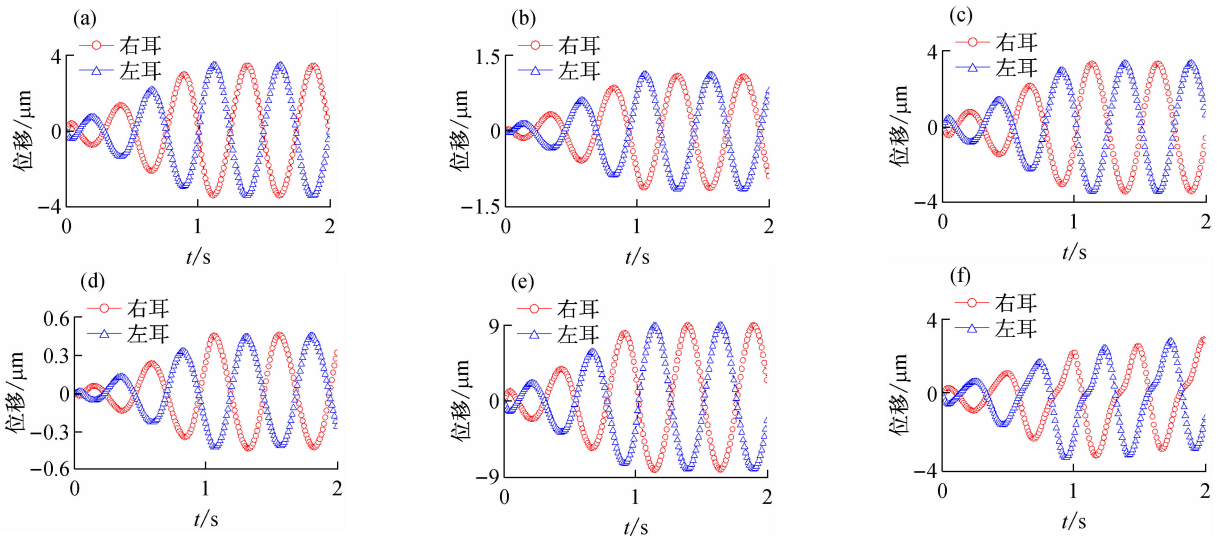 (a)
右耳
左耳
4
0
−4
位移/μm
0
1
2
t/s
(b)
右耳
左耳
1.5
0
−1.5
位移/μm
0
1
2
t/s
(c)
右耳
左耳
4
0
−4
位移/μm
0
1
2
t/s
(d)
右耳
左耳
0.6
0.3
0
−0.3
−0.6
位移/μm
0
1
2
t/s
(e)
右耳
左耳
9
0
−9
位移/μm
0
1
2
t/s
(f)
右耳
左耳
4
0
−4
位移/μm
0
1
2
t/s